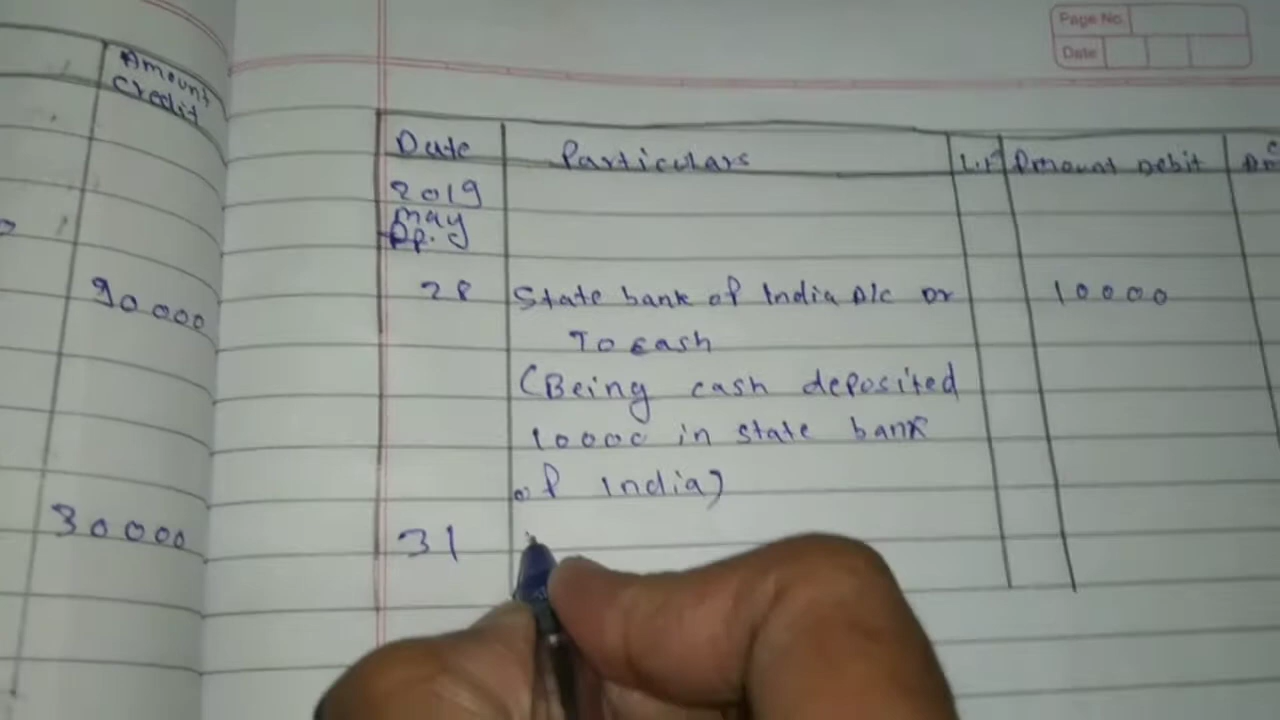 Amount
Credit
90000
30000
Page No.
Date
Date Particulars L.F Amount Debit
2019
may
28 State bank of India A/c Dr 10000
To cash
(Being cash deposited
10000 in state bank
of India)
31